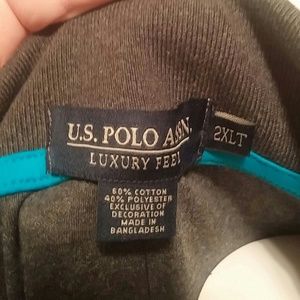 U.S. POLO ASSN.
LUXURY FEEL
2XLT
60% COTTON
40% POLYESTER
EXCLUSIVE OF
DECORATION
MADE IN
BANGLADESH